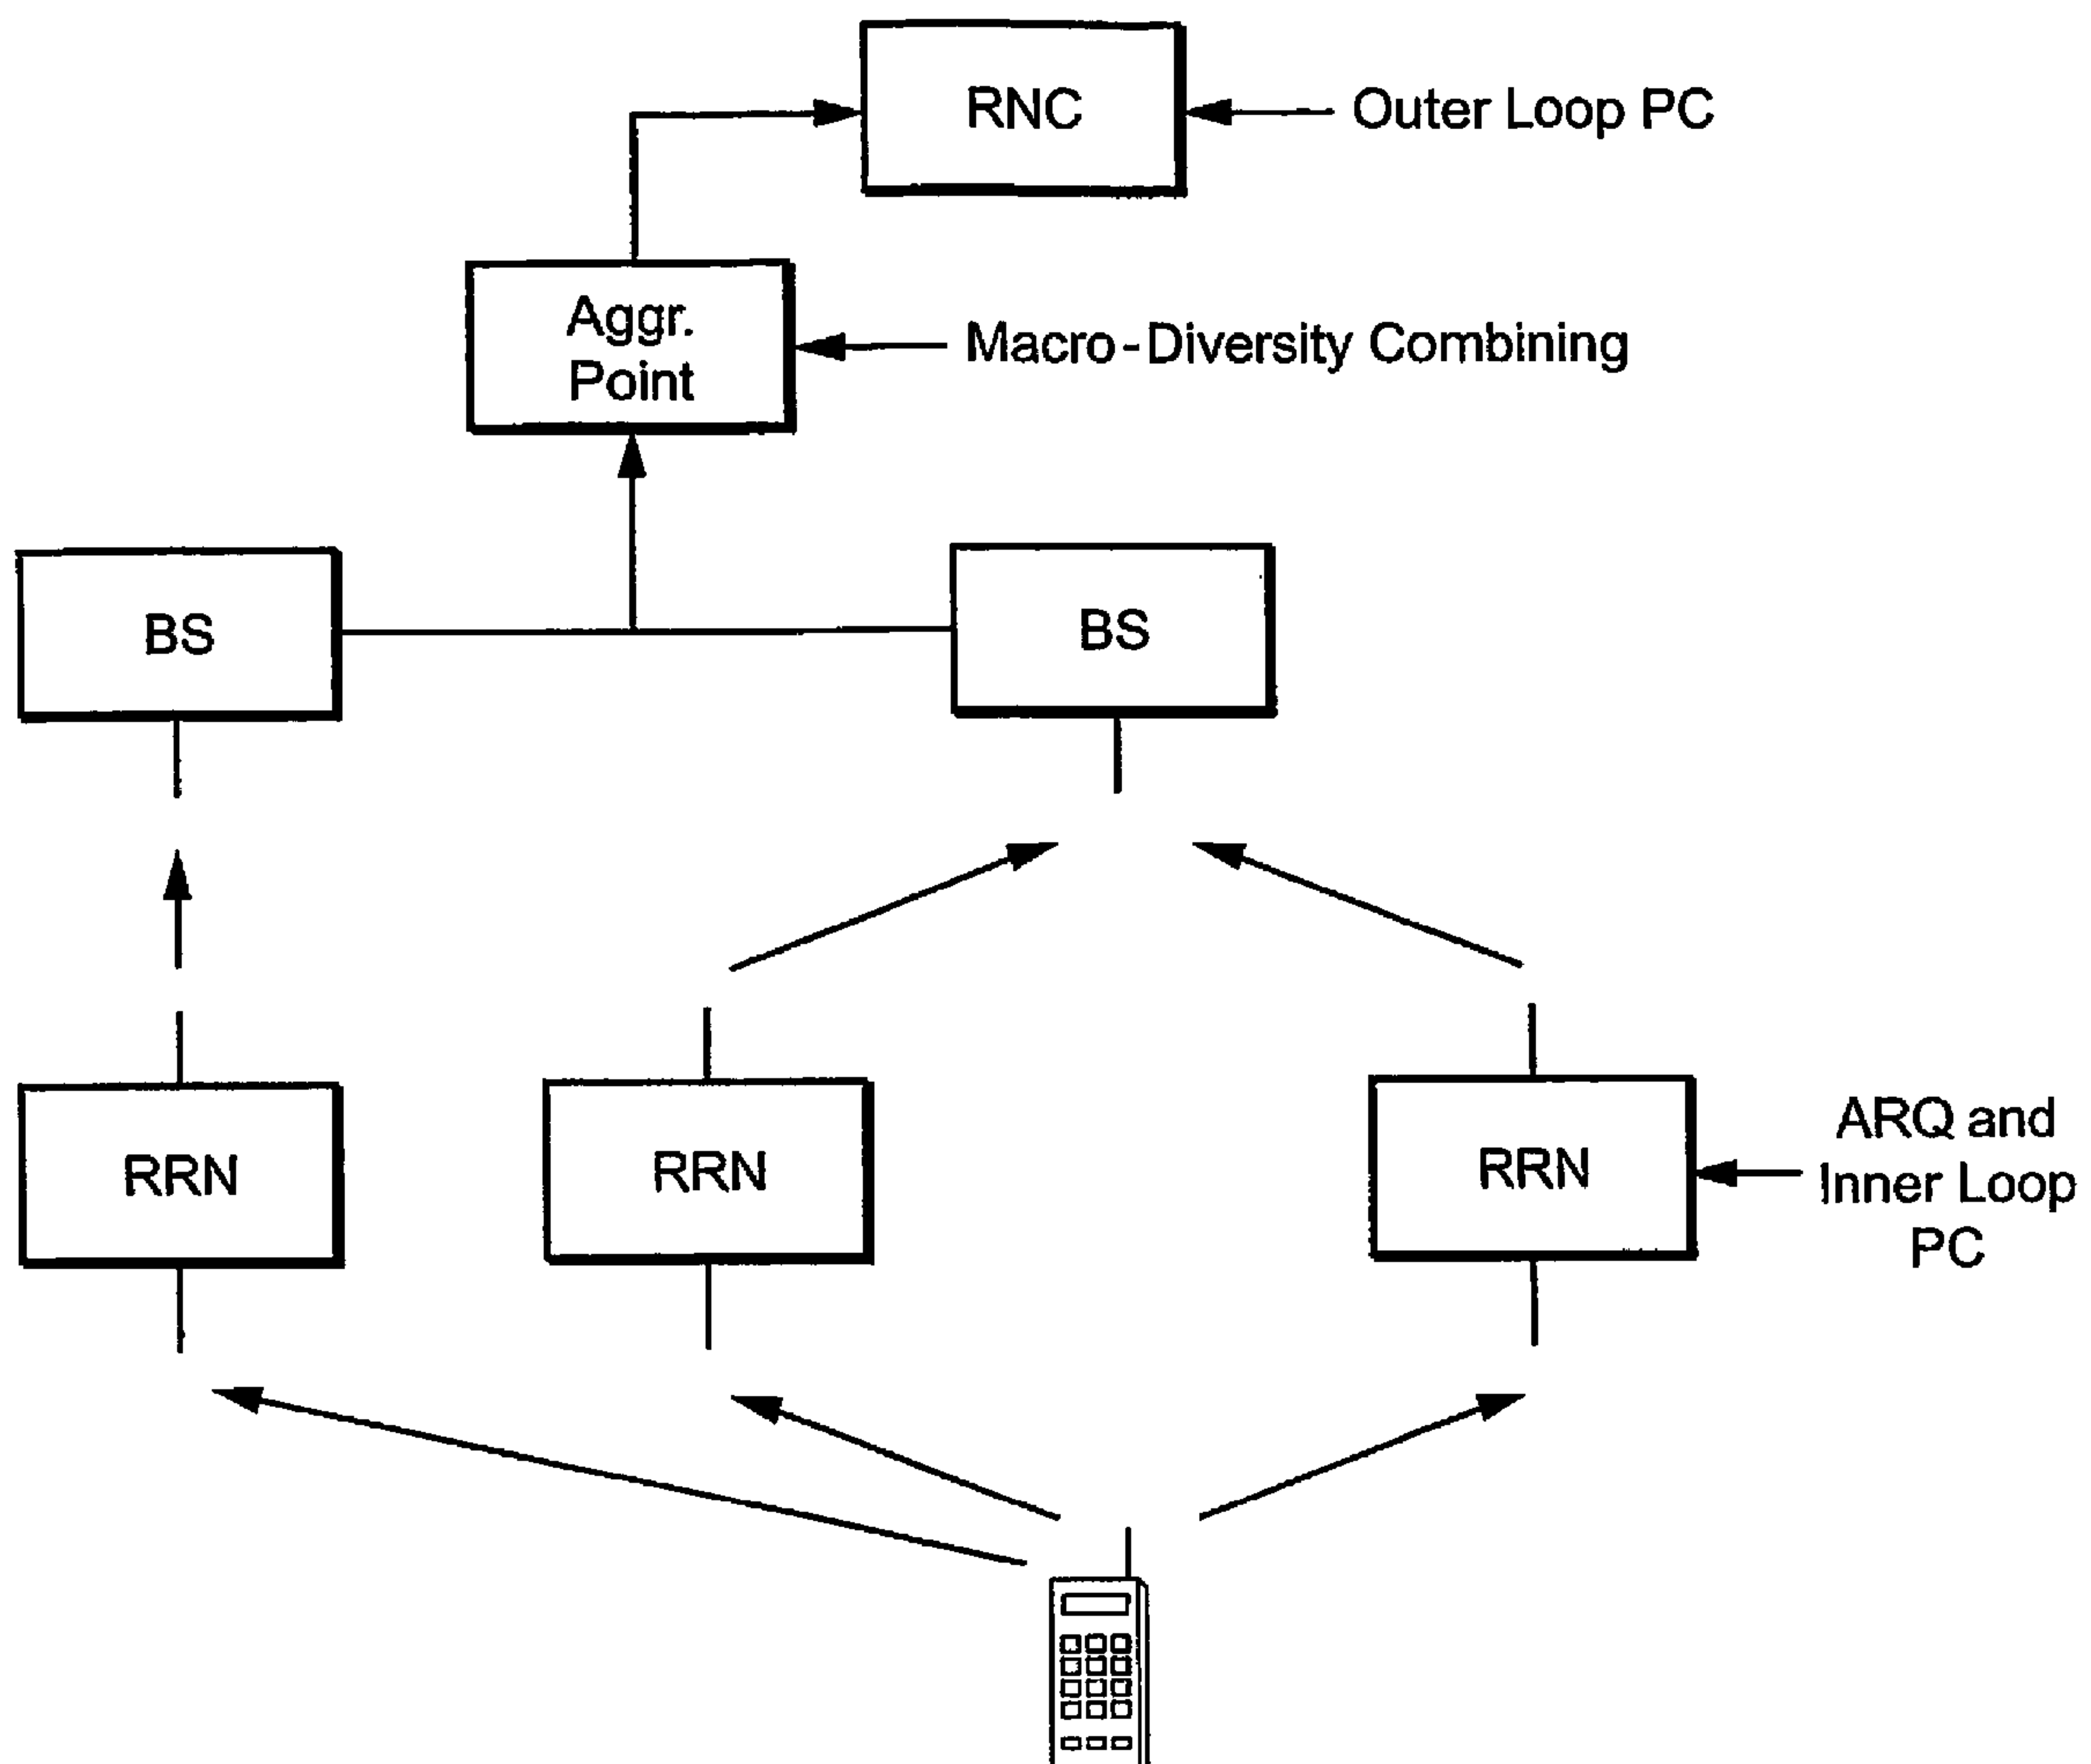 RNC
Outer Loop PC
Aggr.
Point
Macro-Diversity Combining
BS
BS
RRN
RRN
RRN
ARQ and
Inner Loop
PC